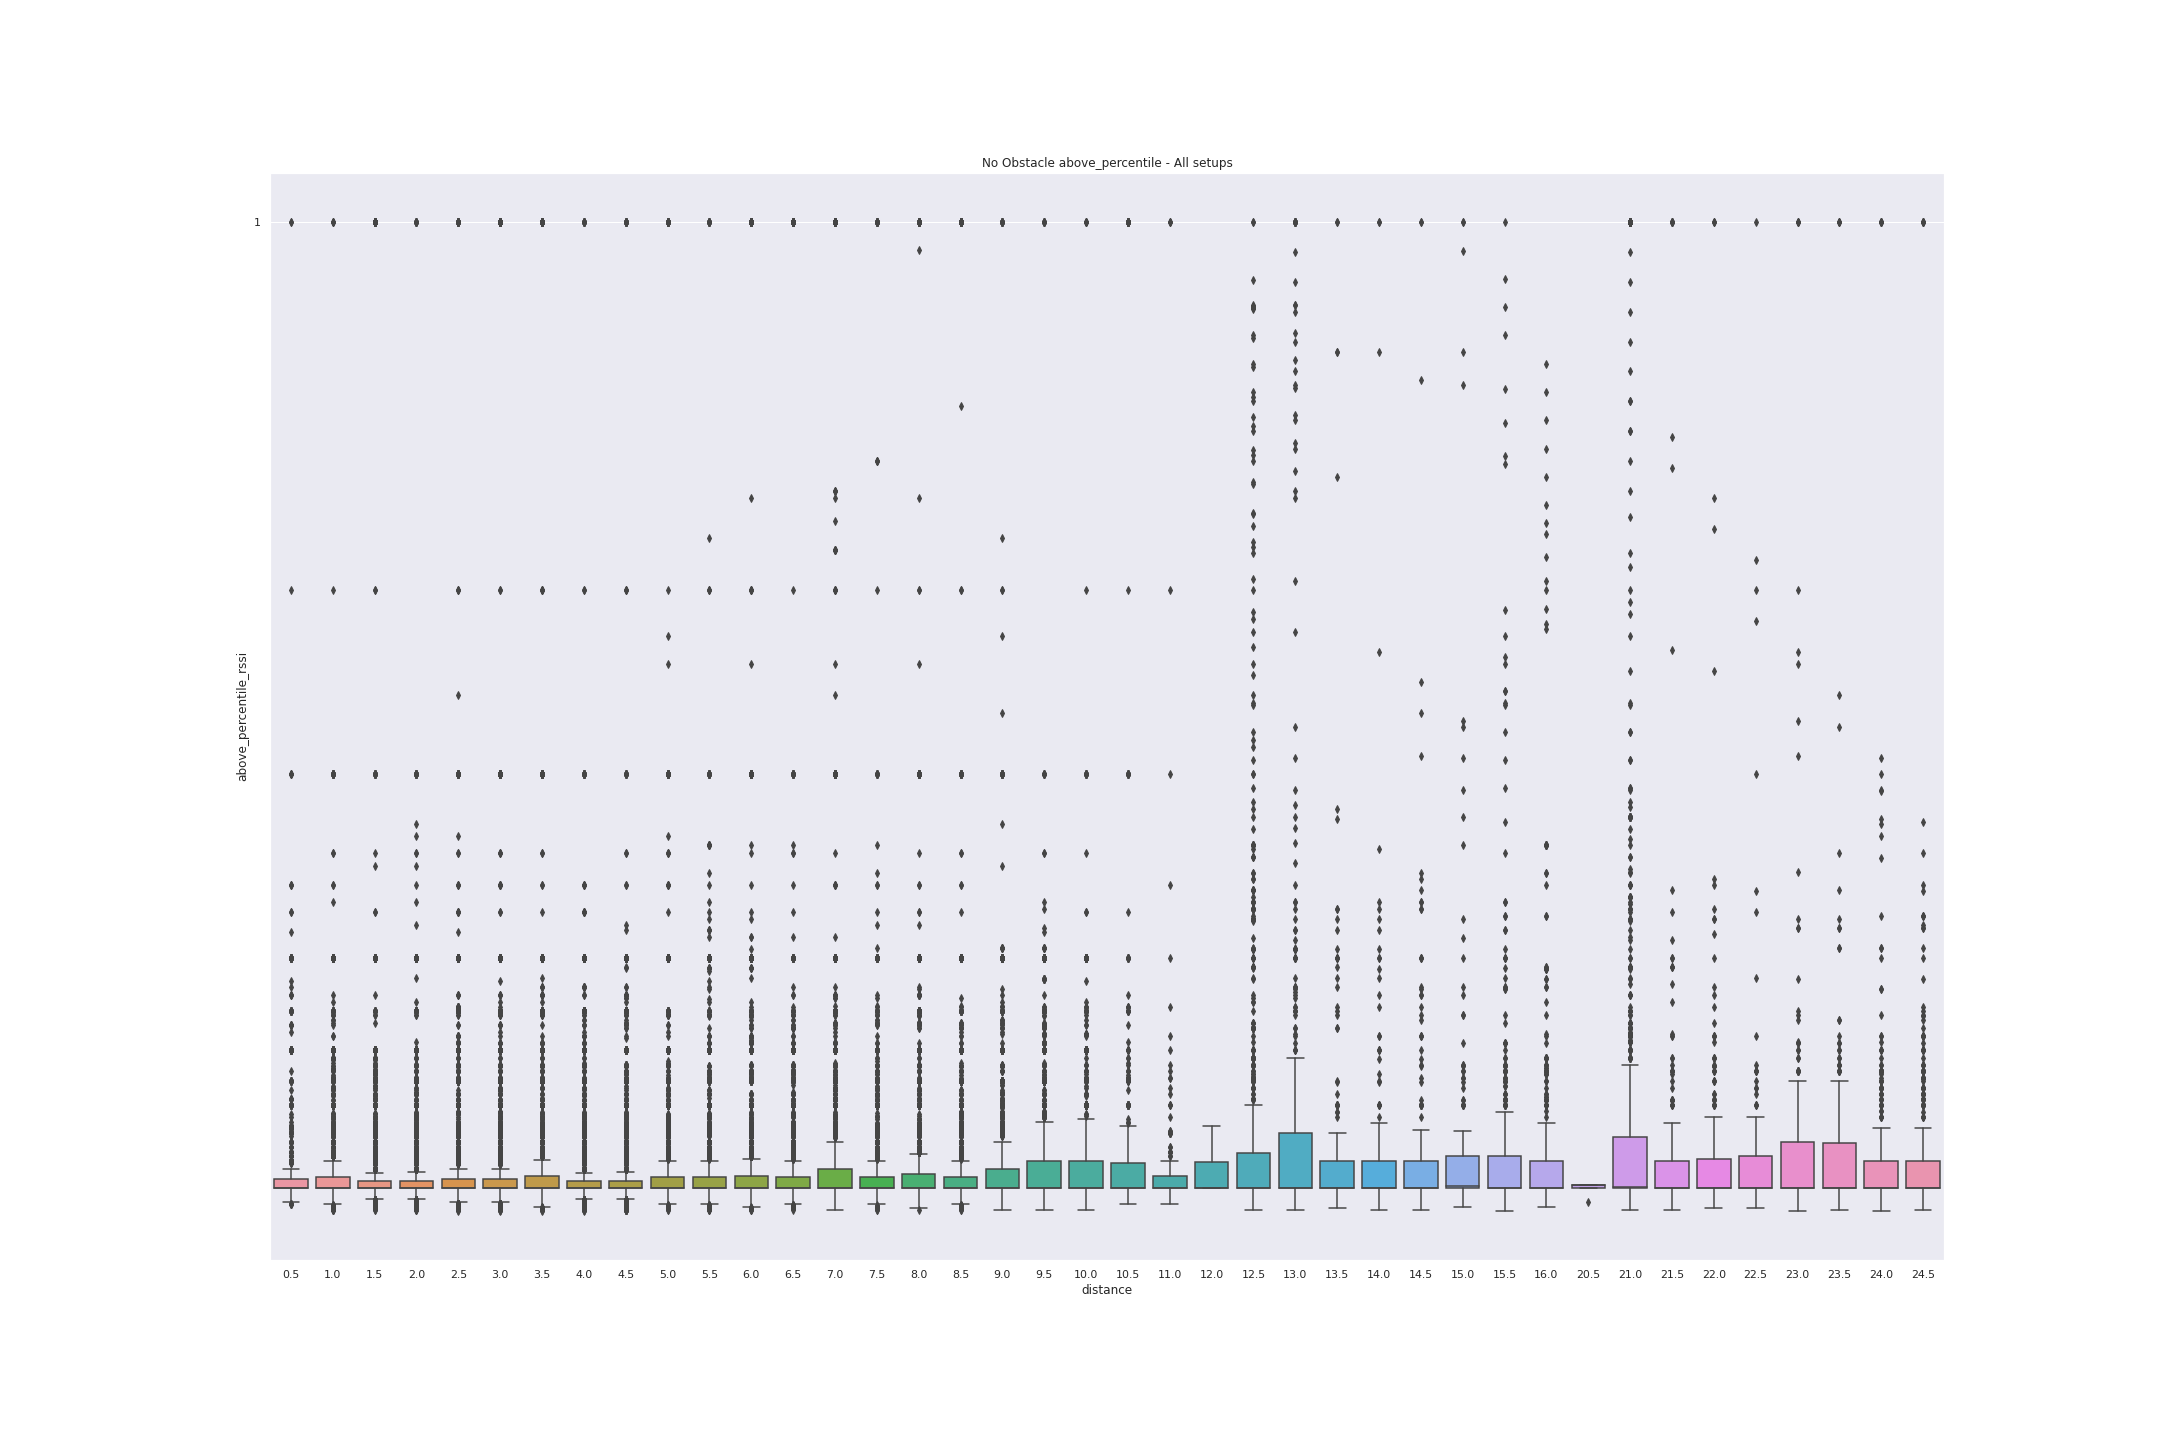 No Obstacle above_percentile - All setups
1
above_percentile_rssi
0.5 1.0 1.5 2.0 2.5 3.0 3.5 4.0 4.5 5.0 5.5 6.0 6.5 7.0 7.5 8.0 8.5 9.0 9.5 10.0 10.5 11.0 12.0 12.5 13.0 13.5 14.0 14.5 15.0 15.5 16.0 20.5 21.0 21.5 22.0 22.5 23.0 23.5 24.0 24.5
distance